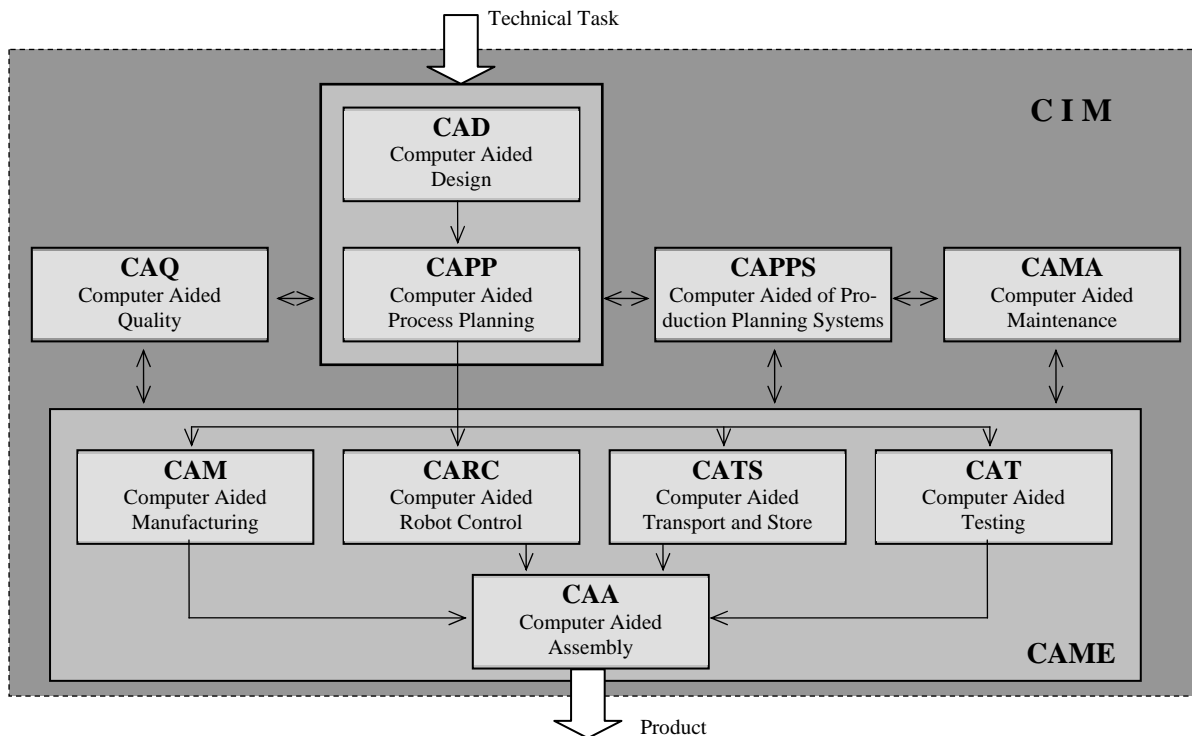 Technical Task
C I M
CAD
Computer Aided
Design
CAQ
Computer Aided
Quality
CAPP
Computer Aided
Process Planning
CAPPS
Computer Aided of Pro-
duction Planning Systems
CAMA
Computer Aided
Maintenance
CAM
Computer Aided
Manufacturing
CARC
Computer Aided
Robot Control
CATS
Computer Aided
Transport and Store
CAT
Computer Aided
Testing
CAA
Computer Aided
Assembly
CAME
Product